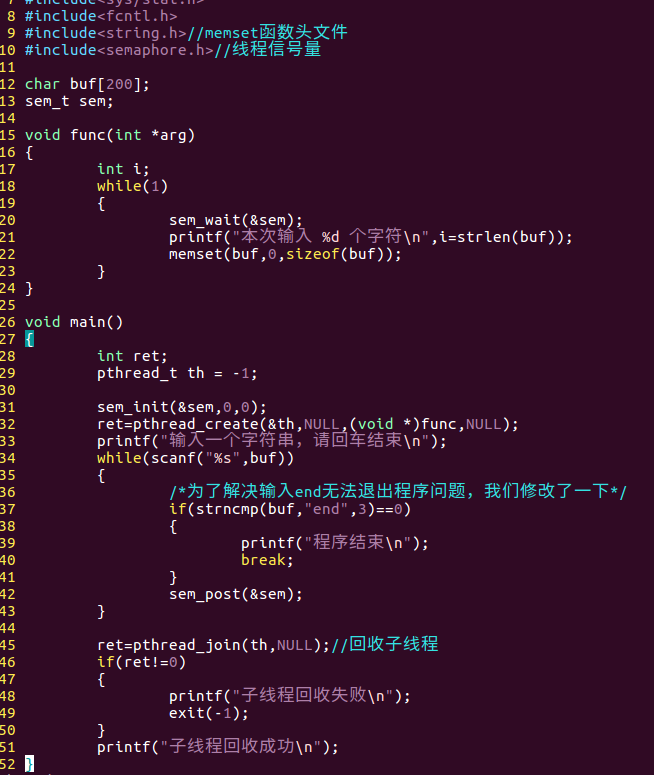 7 #include<sys/stat.h>
8 #include<fcntl.h>
9 #include<string.h>//memset函数头文件
10 #include<semaphore.h>//线程信号量
11
12 char buf[200];
13 sem_t sem;
14
15 void func(int *arg)
16 {
17 int i;
18 while(1)
19 {
20 sem_wait(&sem);
21 printf("本次输入 %d 个字符\n",i=strlen(buf));
22 memset(buf,0,sizeof(buf));
23 }
24 }
25
26 void main()
27 {
28 int ret;
29 pthread_t th = -1;
30
31 sem_init(&sem,0,0);
32 ret=pthread_create(&th,NULL,(void *)func,NULL);
33 printf("输入一个字符串，请回车结束\n");
34 while(scanf("%s",buf))
35 {
36 /*为了解决输入end无法退出程序问题，我们修改了一下*/
37 if(strncmp(buf,"end",3)==0)
38 {
39 printf("程序结束\n");
40 break;
41 }
42 sem_post(&sem);
43 }
44
45 ret=pthread_join(th,NULL);//回收子线程
46 if(ret!=0)
47 {
48 printf("子线程回收失败\n");
49 exit(-1);
50 }
51 printf("子线程回收成功\n");
52 }